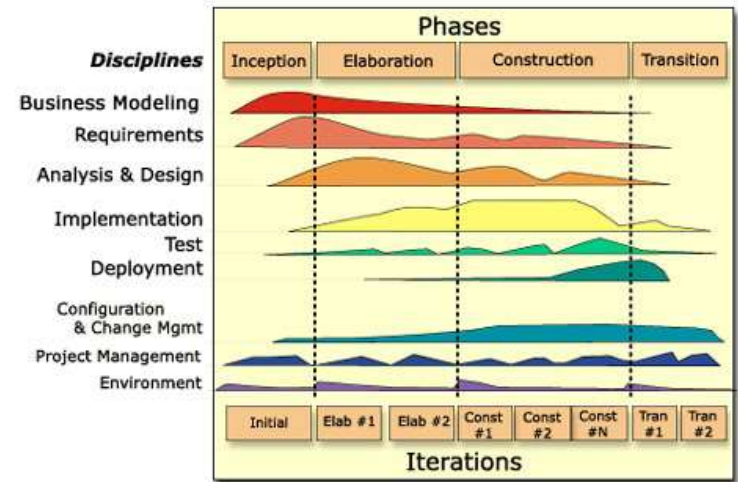 Phases
Disciplines
Inception
Elaboration
Construction
Transition
Business Modeling
Requirements
Analysis & Design
Implementation
Test
Deployment
Configuration
& Change Mgmt
Project Management
Environment
Initial
Elab #1
Elab #2
Const
#1
Const
#2
Const
#N
Tran
#1
Tran
#2
Iterations